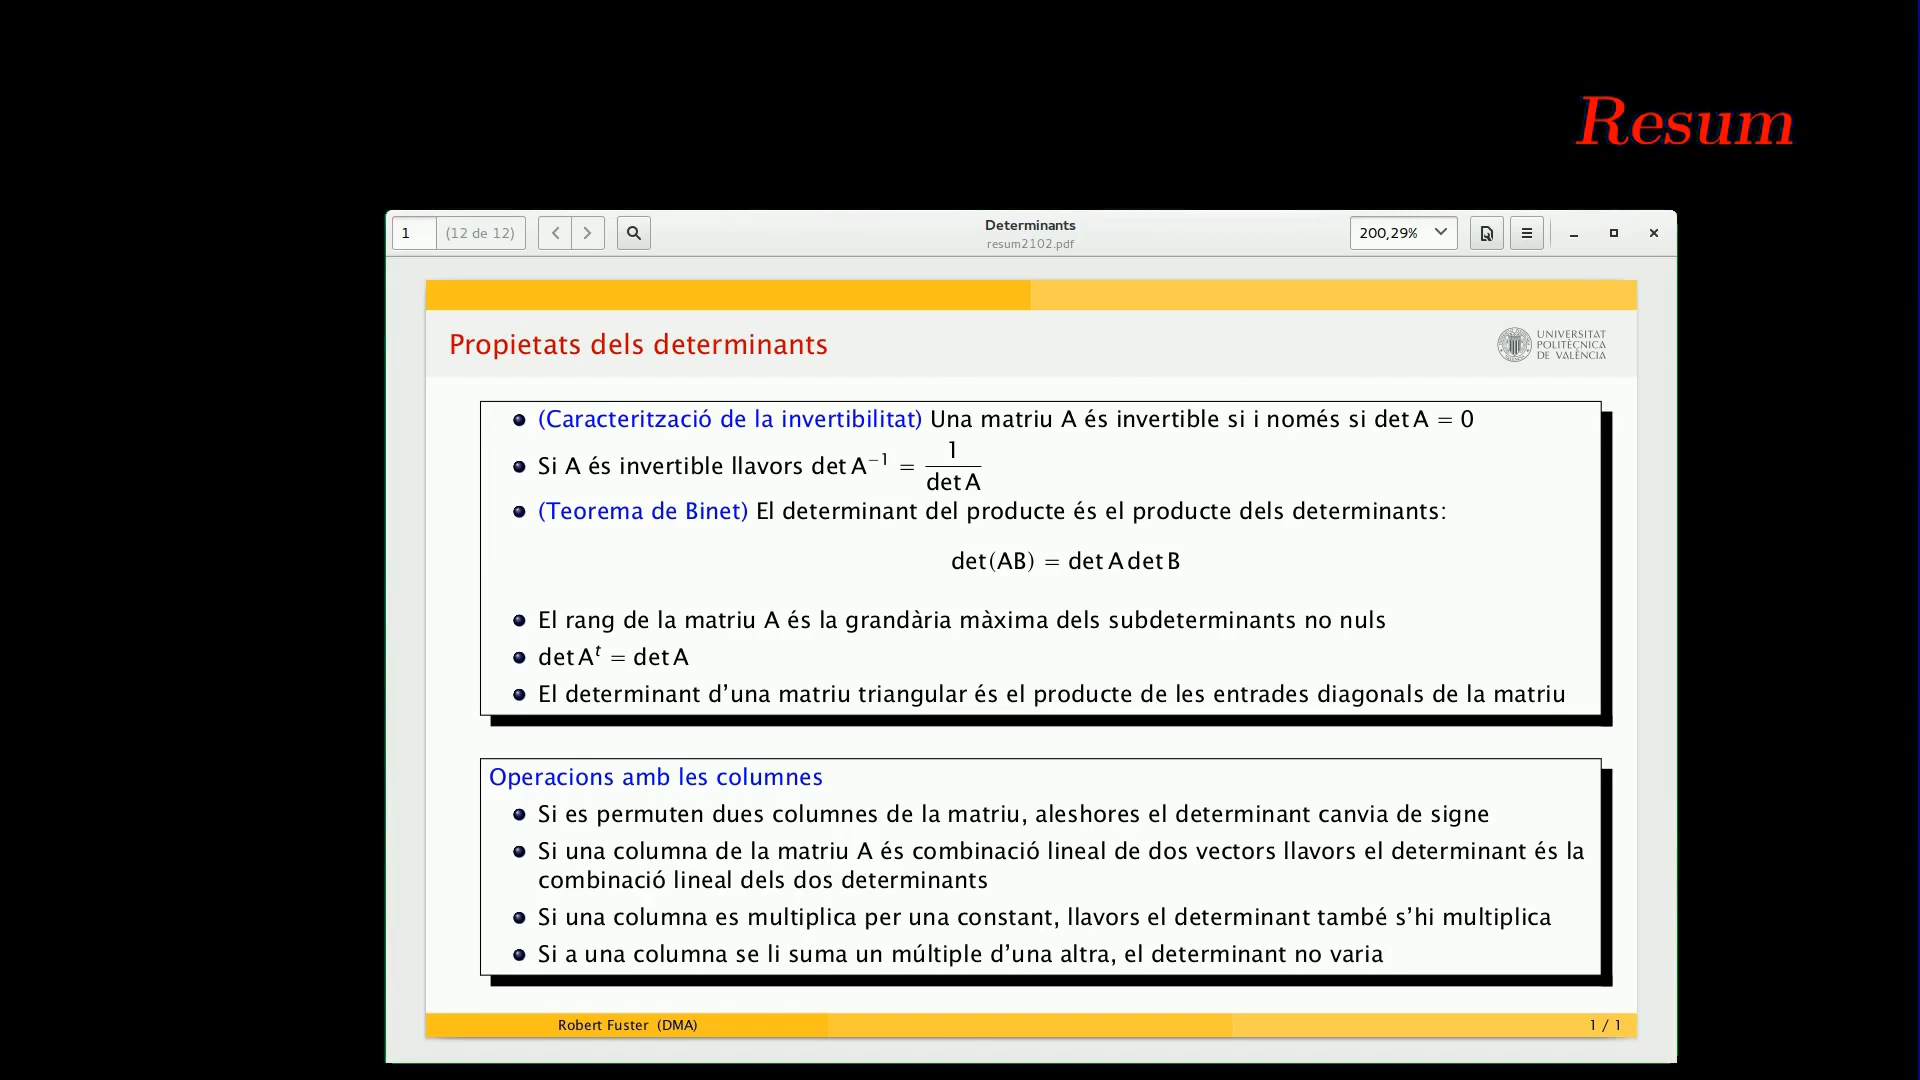 Resum
1 (12 de 12)
Determinants
resum2102.pdf
200,29%
Propietats dels determinants
UNIVERSITAT
POLITÈCNICA
DE VALÈNCIA
(Caracterització de la invertibilitat) Una matriu A és invertible si i només si det A = 0
Si A és invertible llavors det A⁻¹ = 1 / det A
(Teorema de Binet) El determinant del producte és el producte dels determinants:
det(AB) = det A det B
El rang de la matriu A és la grandària màxima dels subdeterminants no nuls
det Aᵗ = det A
El determinant d’una matriu triangular és el producte de les entrades diagonals de la matriu
Operacions amb les columnes
Si es permuten dues columnes de la matriu, aleshores el determinant canvia de signe
Si una columna de la matriu A és combinació lineal de dos vectors llavors el determinant és la
combinació lineal dels dos determinants
Si una columna es multiplica per una constant, llavors el determinant també s’hi multiplica
Si a una columna se li suma un múltiple d’una altra, el determinant no varia
Robert Fuster (DMA)
1 / 1